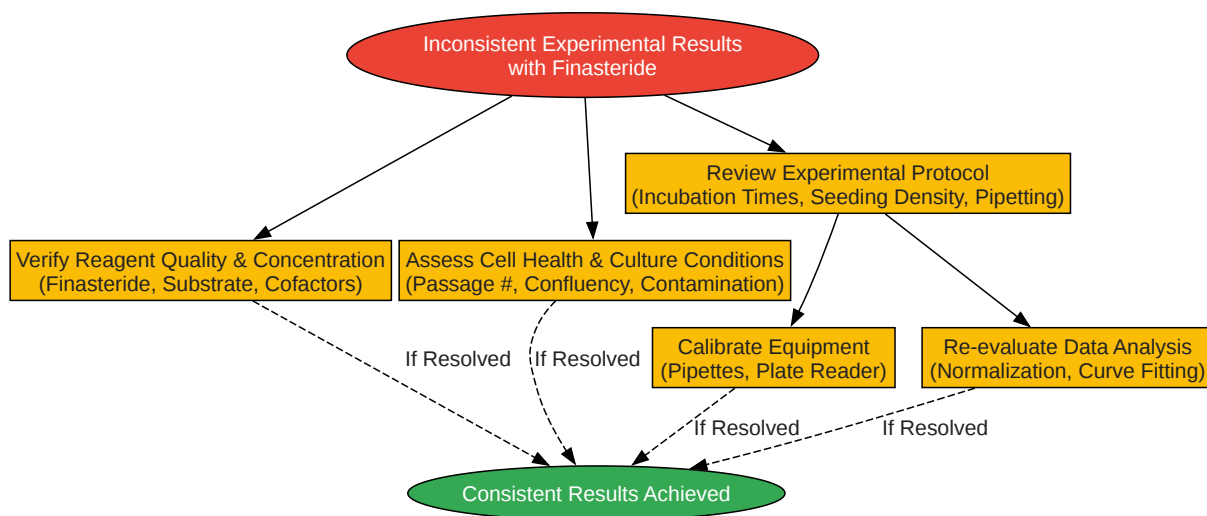 Inconsistent Experimental Results
with Finasteride
Review Experimental Protocol
(Incubation Times, Seeding Density, Pipetting)
Verify Reagent Quality & Concentration
(Finasteride, Substrate, Cofactors)
Assess Cell Health & Culture Conditions
(Passage #, Confluency, Contamination)
Calibrate Equipment
(Pipettes, Plate Reader)
Re-evaluate Data Analysis
(Normalization, Curve Fitting)
If Resolved
If Resolved
If Resolved
If Resolved
Consistent Results Achieved